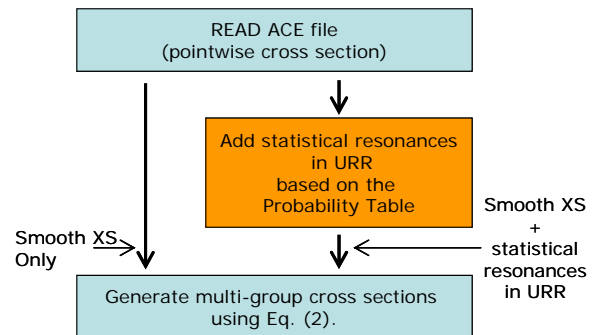 READ ACE file
(pointwise cross section)
Add statistical resonances
in URR
based on the
Probability Table
Smooth XS
Only
Smooth XS
+
statistical
resonances
in URR
Generate multi-group cross sections
using Eq. (2).